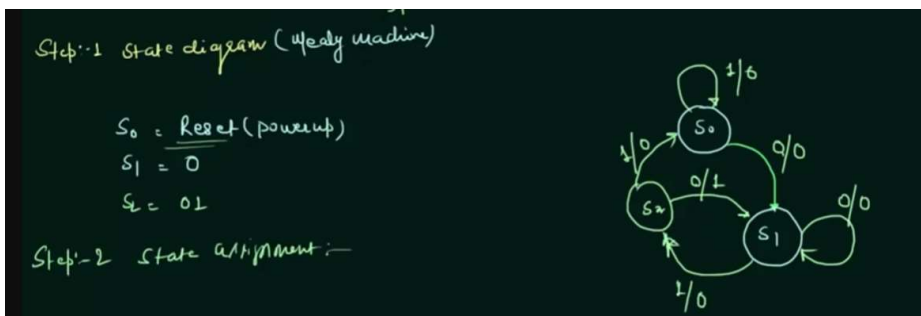 Step:-1 State diagram (Mealy machine)
S0 = Reset (powerup)
S1 = 0
S2 = 01
Step:-2 State assignment:-
1/0
S0
1/0
0/0
0/1
S2
0/0
S1
1/0